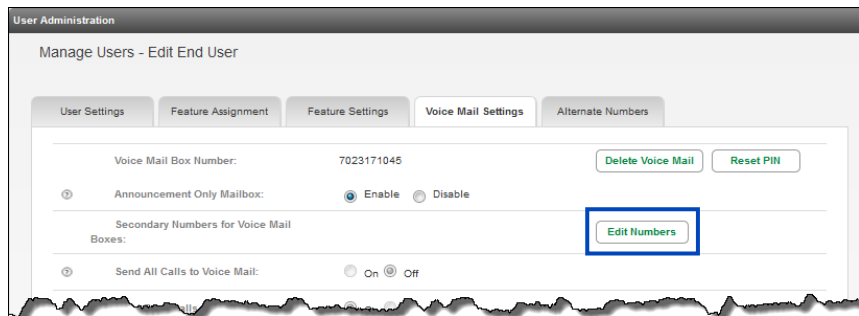 User Administration
Manage Users - Edit End User
User Settings Feature Assignment Feature Settings Voice Mail Settings Alternate Numbers
Voice Mail Box Number: 7023171045 Delete Voice Mail Reset PIN
Announcement Only Mailbox: Enable Disable
Secondary Numbers for Voice Mail
Boxes: Edit Numbers
Send All Calls to Voice Mail: On Off